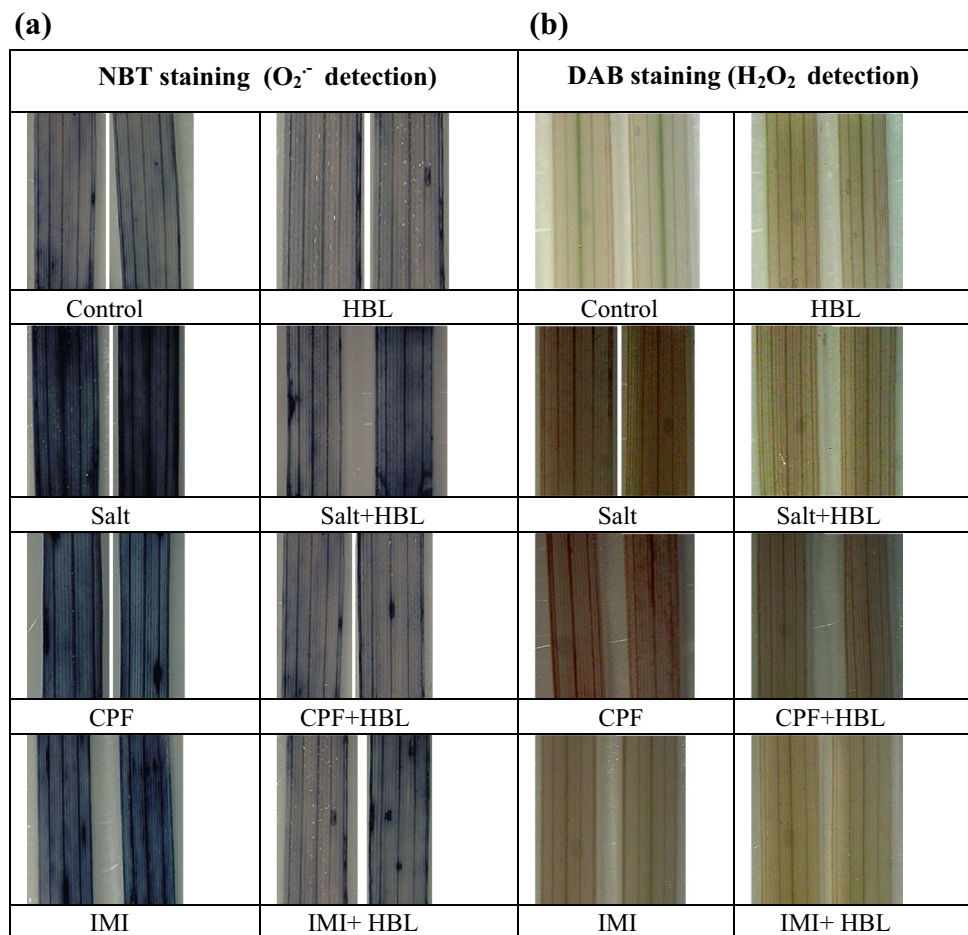 (a) (b)
NBT staining (O₂·⁻ detection) DAB staining (H₂O₂ detection)
Control HBL Control HBL
Salt Salt+HBL Salt Salt+HBL
CPF CPF+HBL CPF CPF+HBL
IMI IMI+ HBL IMI IMI+ HBL